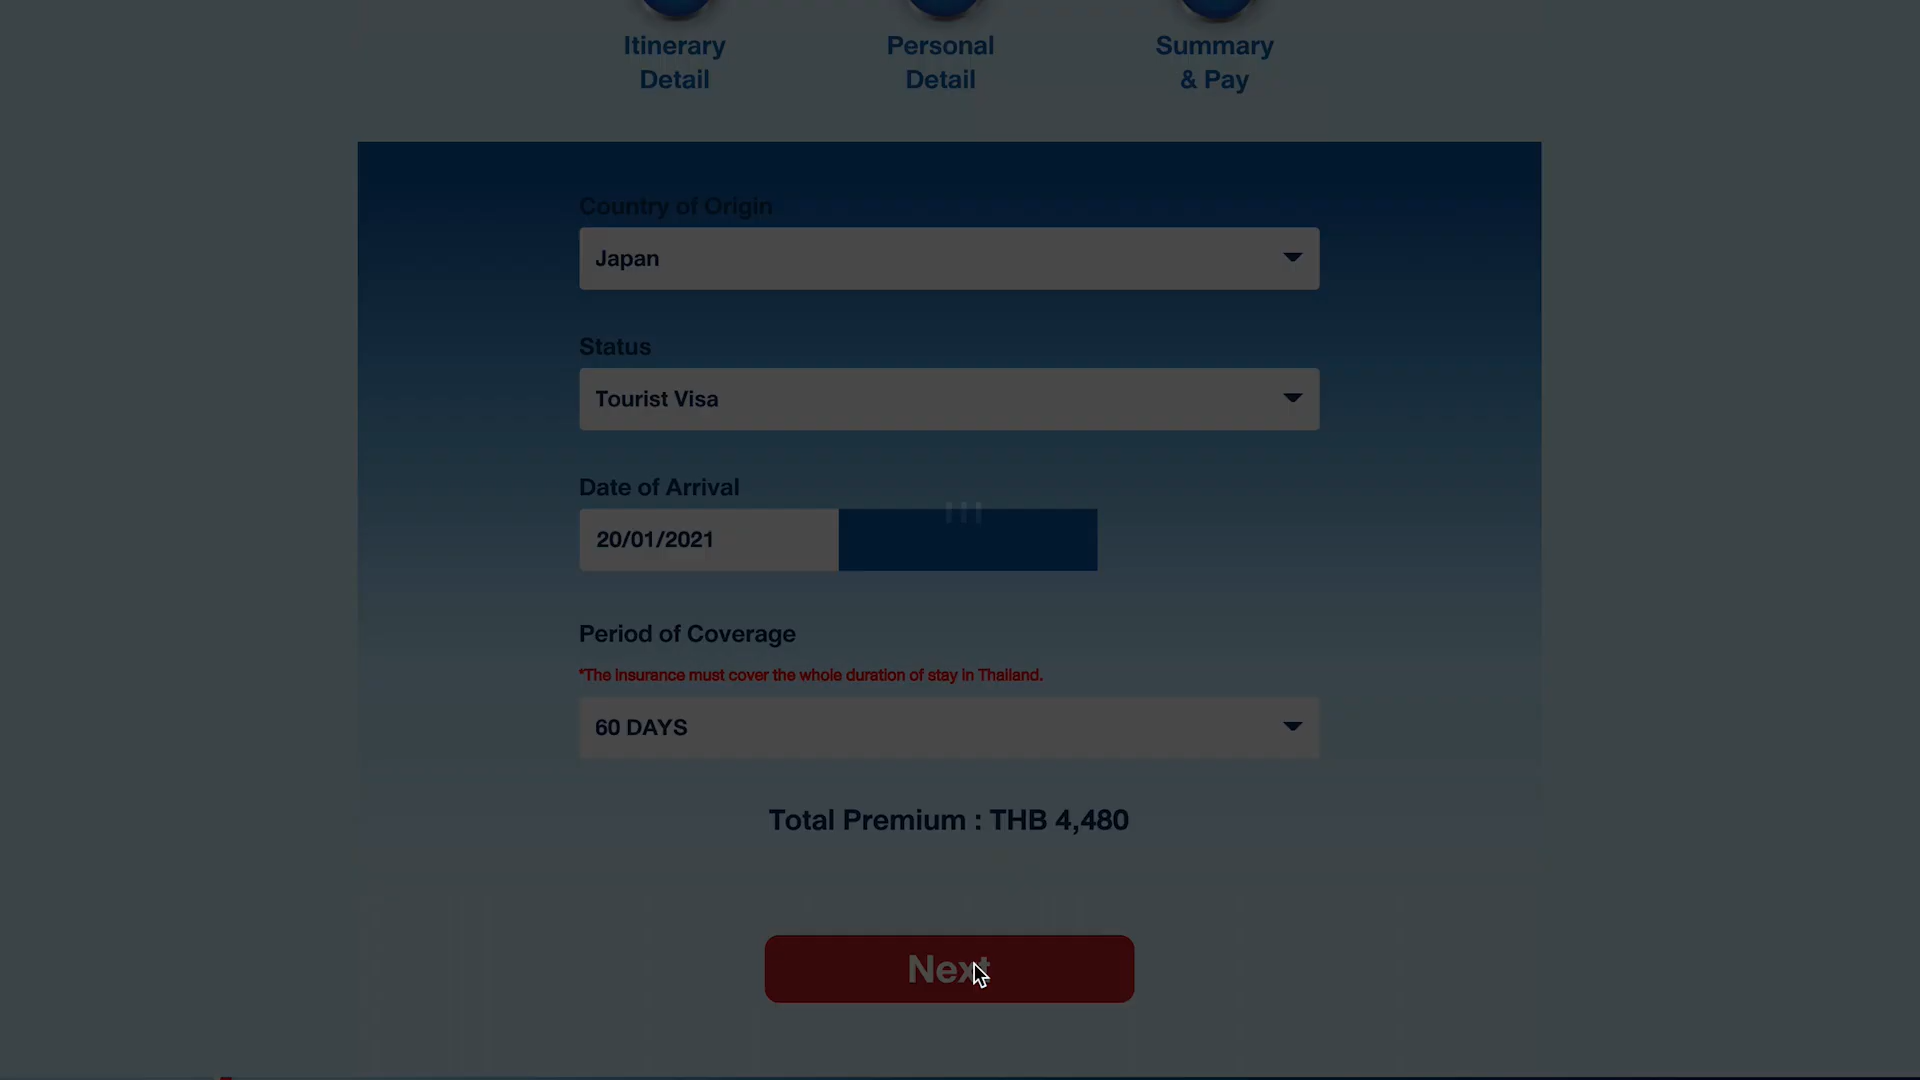 Itinerary
Detail
Personal
Detail
Summary
& Pay
Country of Origin
Japan
Status
Tourist Visa
Date of Arrival
20/01/2021
Period of Coverage
*The insurance must cover the whole duration of stay in Thailand.
60 DAYS
Total Premium : THB 4,480
Next